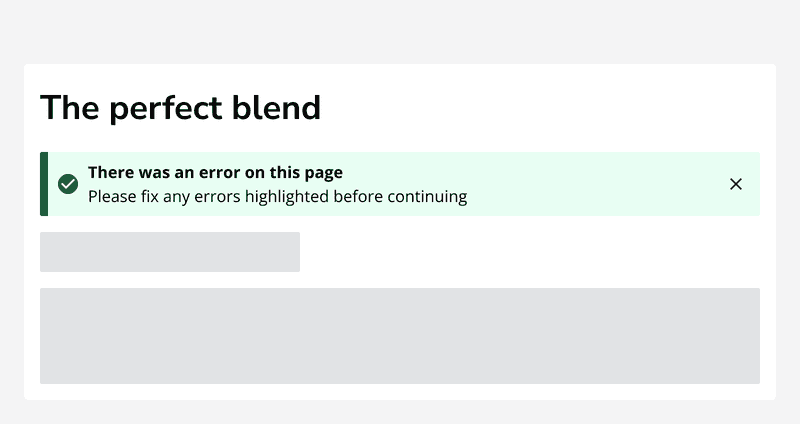 The perfect blend
There was an error on this page
Please fix any errors highlighted before continuing